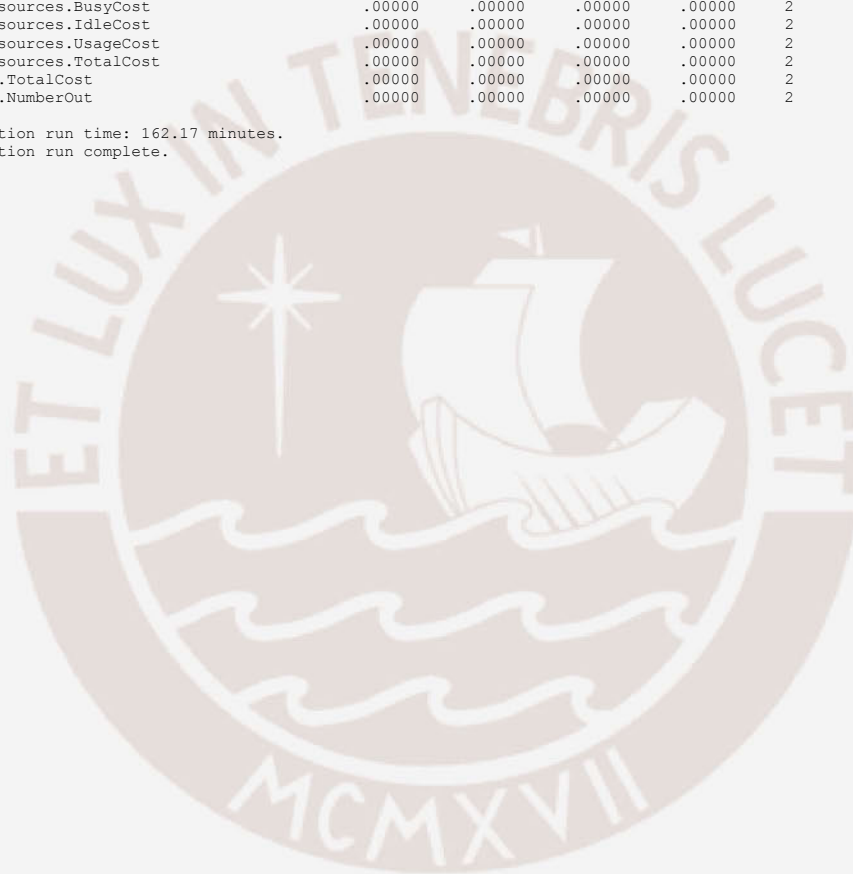 sources.BusyCost .00000 .00000 .00000 .00000 2
sources.IdleCost .00000 .00000 .00000 .00000 2
sources.UsageCost .00000 .00000 .00000 .00000 2
sources.TotalCost .00000 .00000 .00000 .00000 2
.TotalCost .00000 .00000 .00000 .00000 2
.NumberOut .00000 .00000 .00000 .00000 2
tion run time: 162.17 minutes.
tion run complete.
ET LUX IN TENEBRIS LUCET
MCMXVII